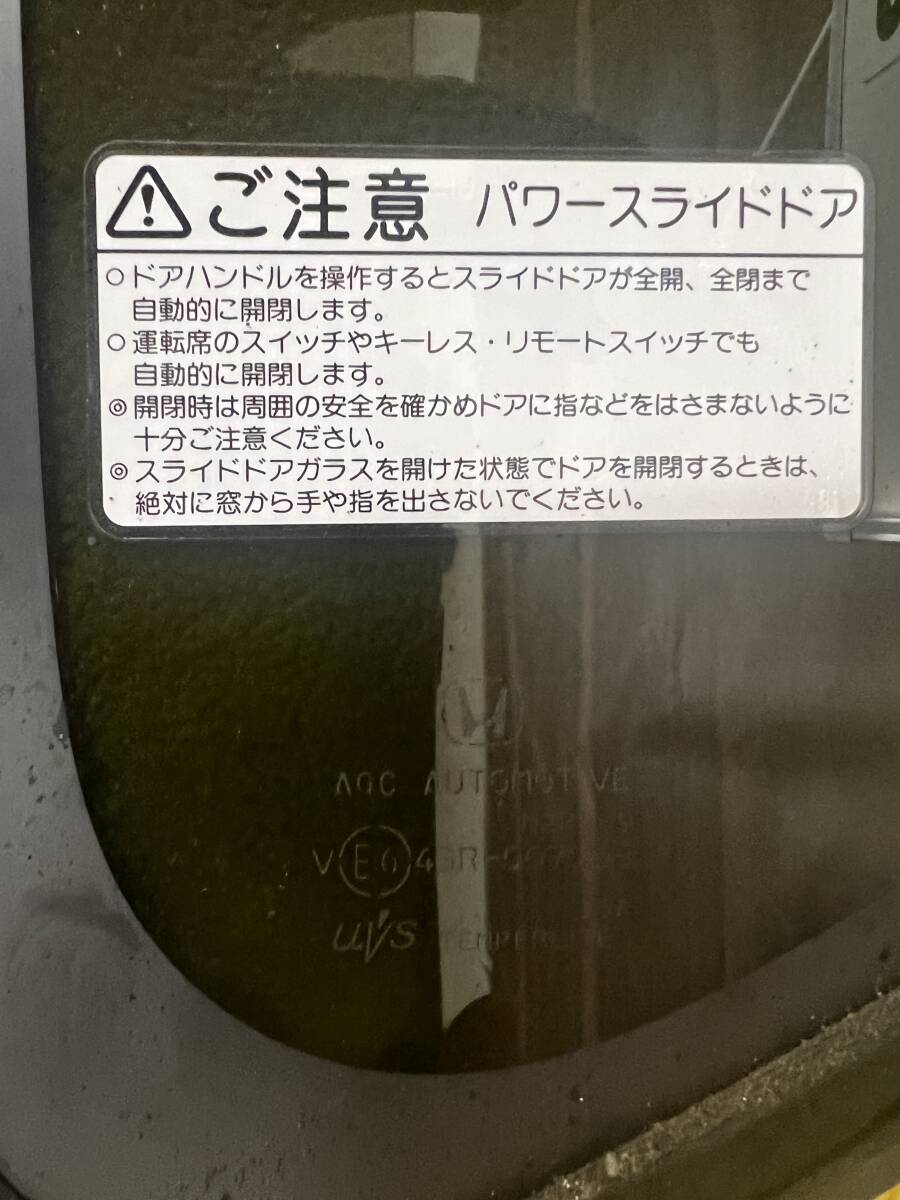 ご注意 パワースライドドア
○ドアハンドルを操作するとスライドドアが全開、全閉まで
自動的に開閉します。
○運転席のスイッチやキーレス・リモートスイッチでも
自動的に開閉します。
◎開閉時は周囲の安全を確かめドアに指などをはさまないように
十分ご注意ください。
◎スライドドアガラスを開けた状態でドアを開閉するときは、
絶対に窓から手や指を出さないでください。
AGC AUTOMOTIVE
V E6
UVS TEMPERLITE